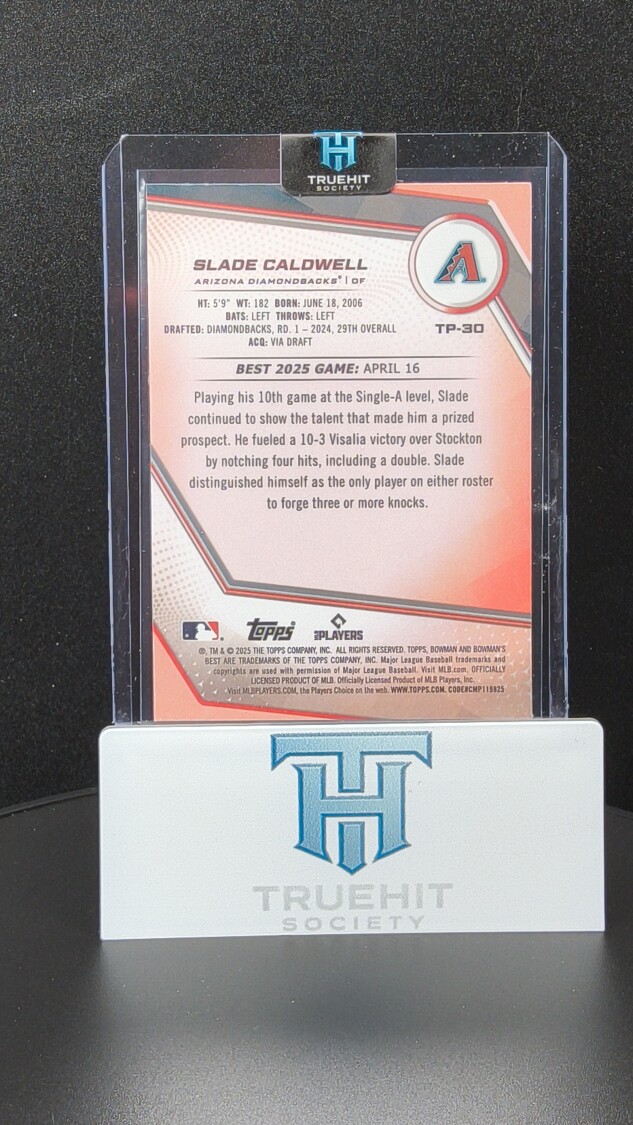 TH
TRUEHIT
SOCIETY
SLADE CALDWELL
ARIZONA DIAMONDBACKS® | OF
HT: 5'9" WT: 182 BORN: JUNE 18, 2006
BATS: LEFT THROWS: LEFT
DRAFTED: DIAMONDBACKS, RD. 1 – 2024, 29TH OVERALL
ACQ: VIA DRAFT
A
TP-30
BEST 2025 GAME: APRIL 16
Playing his 10th game at the Single-A level, Slade
continued to show the talent that made him a prized
prospect. He fueled a 10-3 Visalia victory over Stockton
by notching four hits, including a double. Slade
distinguished himself as the only player on either roster
to forge three or more knocks.
Topps
PLAYERS
®, TM & © 2025 THE TOPPS COMPANY, INC. ALL RIGHTS RESERVED. TOPPS, BOWMAN AND BOWMAN'S
BEST ARE TRADEMARKS OF THE TOPPS COMPANY, INC. Major League Baseball trademarks and
copyrights are used with permission of Major League Baseball. Visit MLB.com. OFFICIALLY
LICENSED PRODUCT OF MLB. Officially Licensed Product of MLB Players, Inc.
Visit MLBPLAYERS.COM, the Players Choice on the web. WWW.TOPPS.COM. CODE#CMP118825
TH
TRUEHIT
SOCIETY